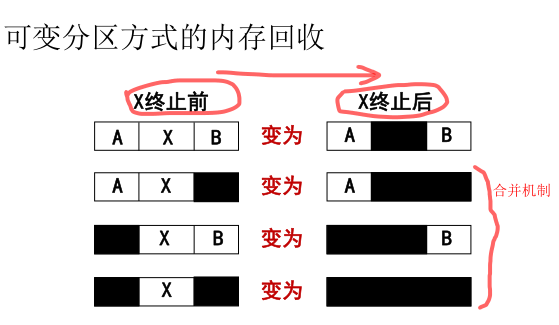 可变分区方式的内存回收
X终止前 X终止后
A X B 变为 A B
A X 变为 A
合并机制
X B 变为 B
X 变为